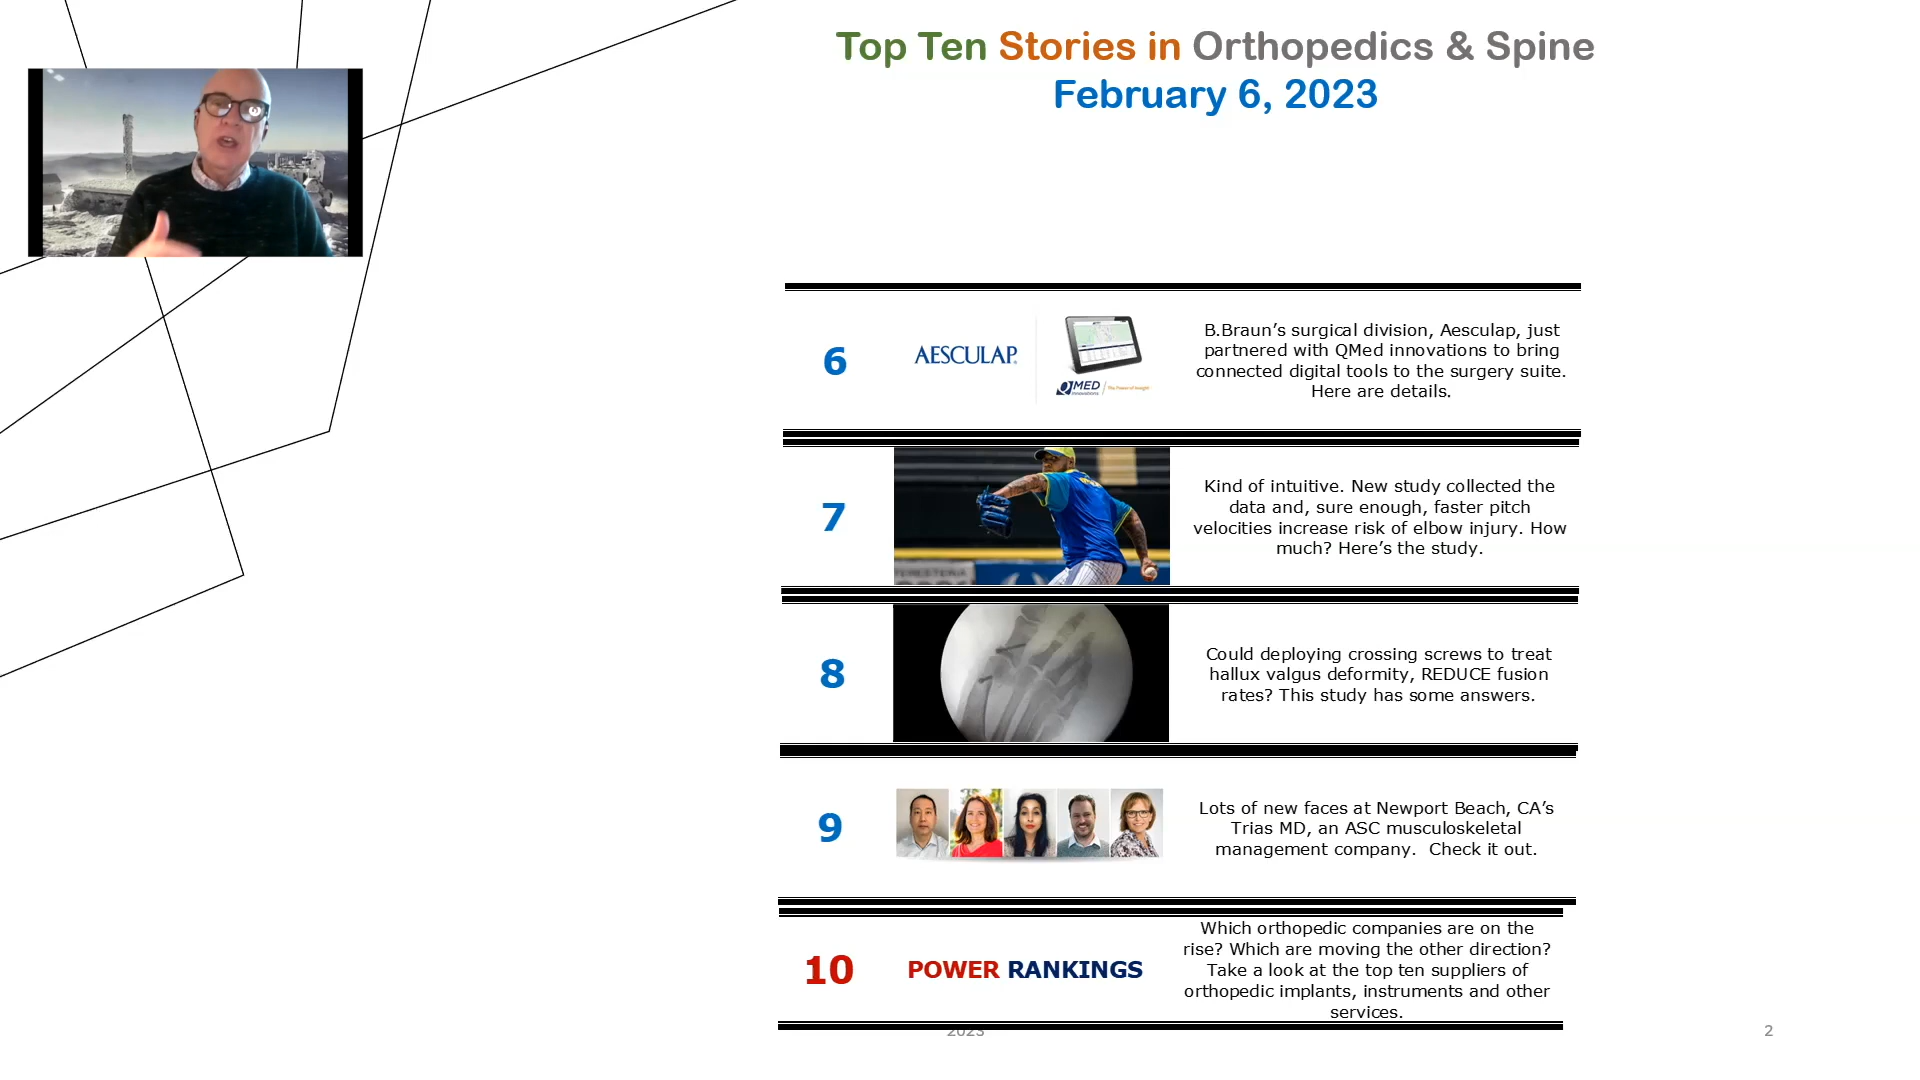 Top Ten Stories in Orthopedics & Spine
February 6, 2023
6
AESCULAP®
QMED
innovations
The Power of Insight
B.Braun’s surgical division, Aesculap, just
partnered with QMed innovations to bring
connected digital tools to the surgery suite.
Here are details.
7
Kind of intuitive. New study collected the
data and, sure enough, faster pitch
velocities increase risk of elbow injury. How
much? Here’s the study.
8
Could deploying crossing screws to treat
hallux valgus deformity, REDUCE fusion
rates? This study has some answers.
9
Lots of new faces at Newport Beach, CA’s
Trias MD, an ASC musculoskeletal
management company.  Check it out.
10
POWER RANKINGS
Which orthopedic companies are on the
rise? Which are moving the other direction?
Take a look at the top ten suppliers of
orthopedic implants, instruments and other
services.
2023
2